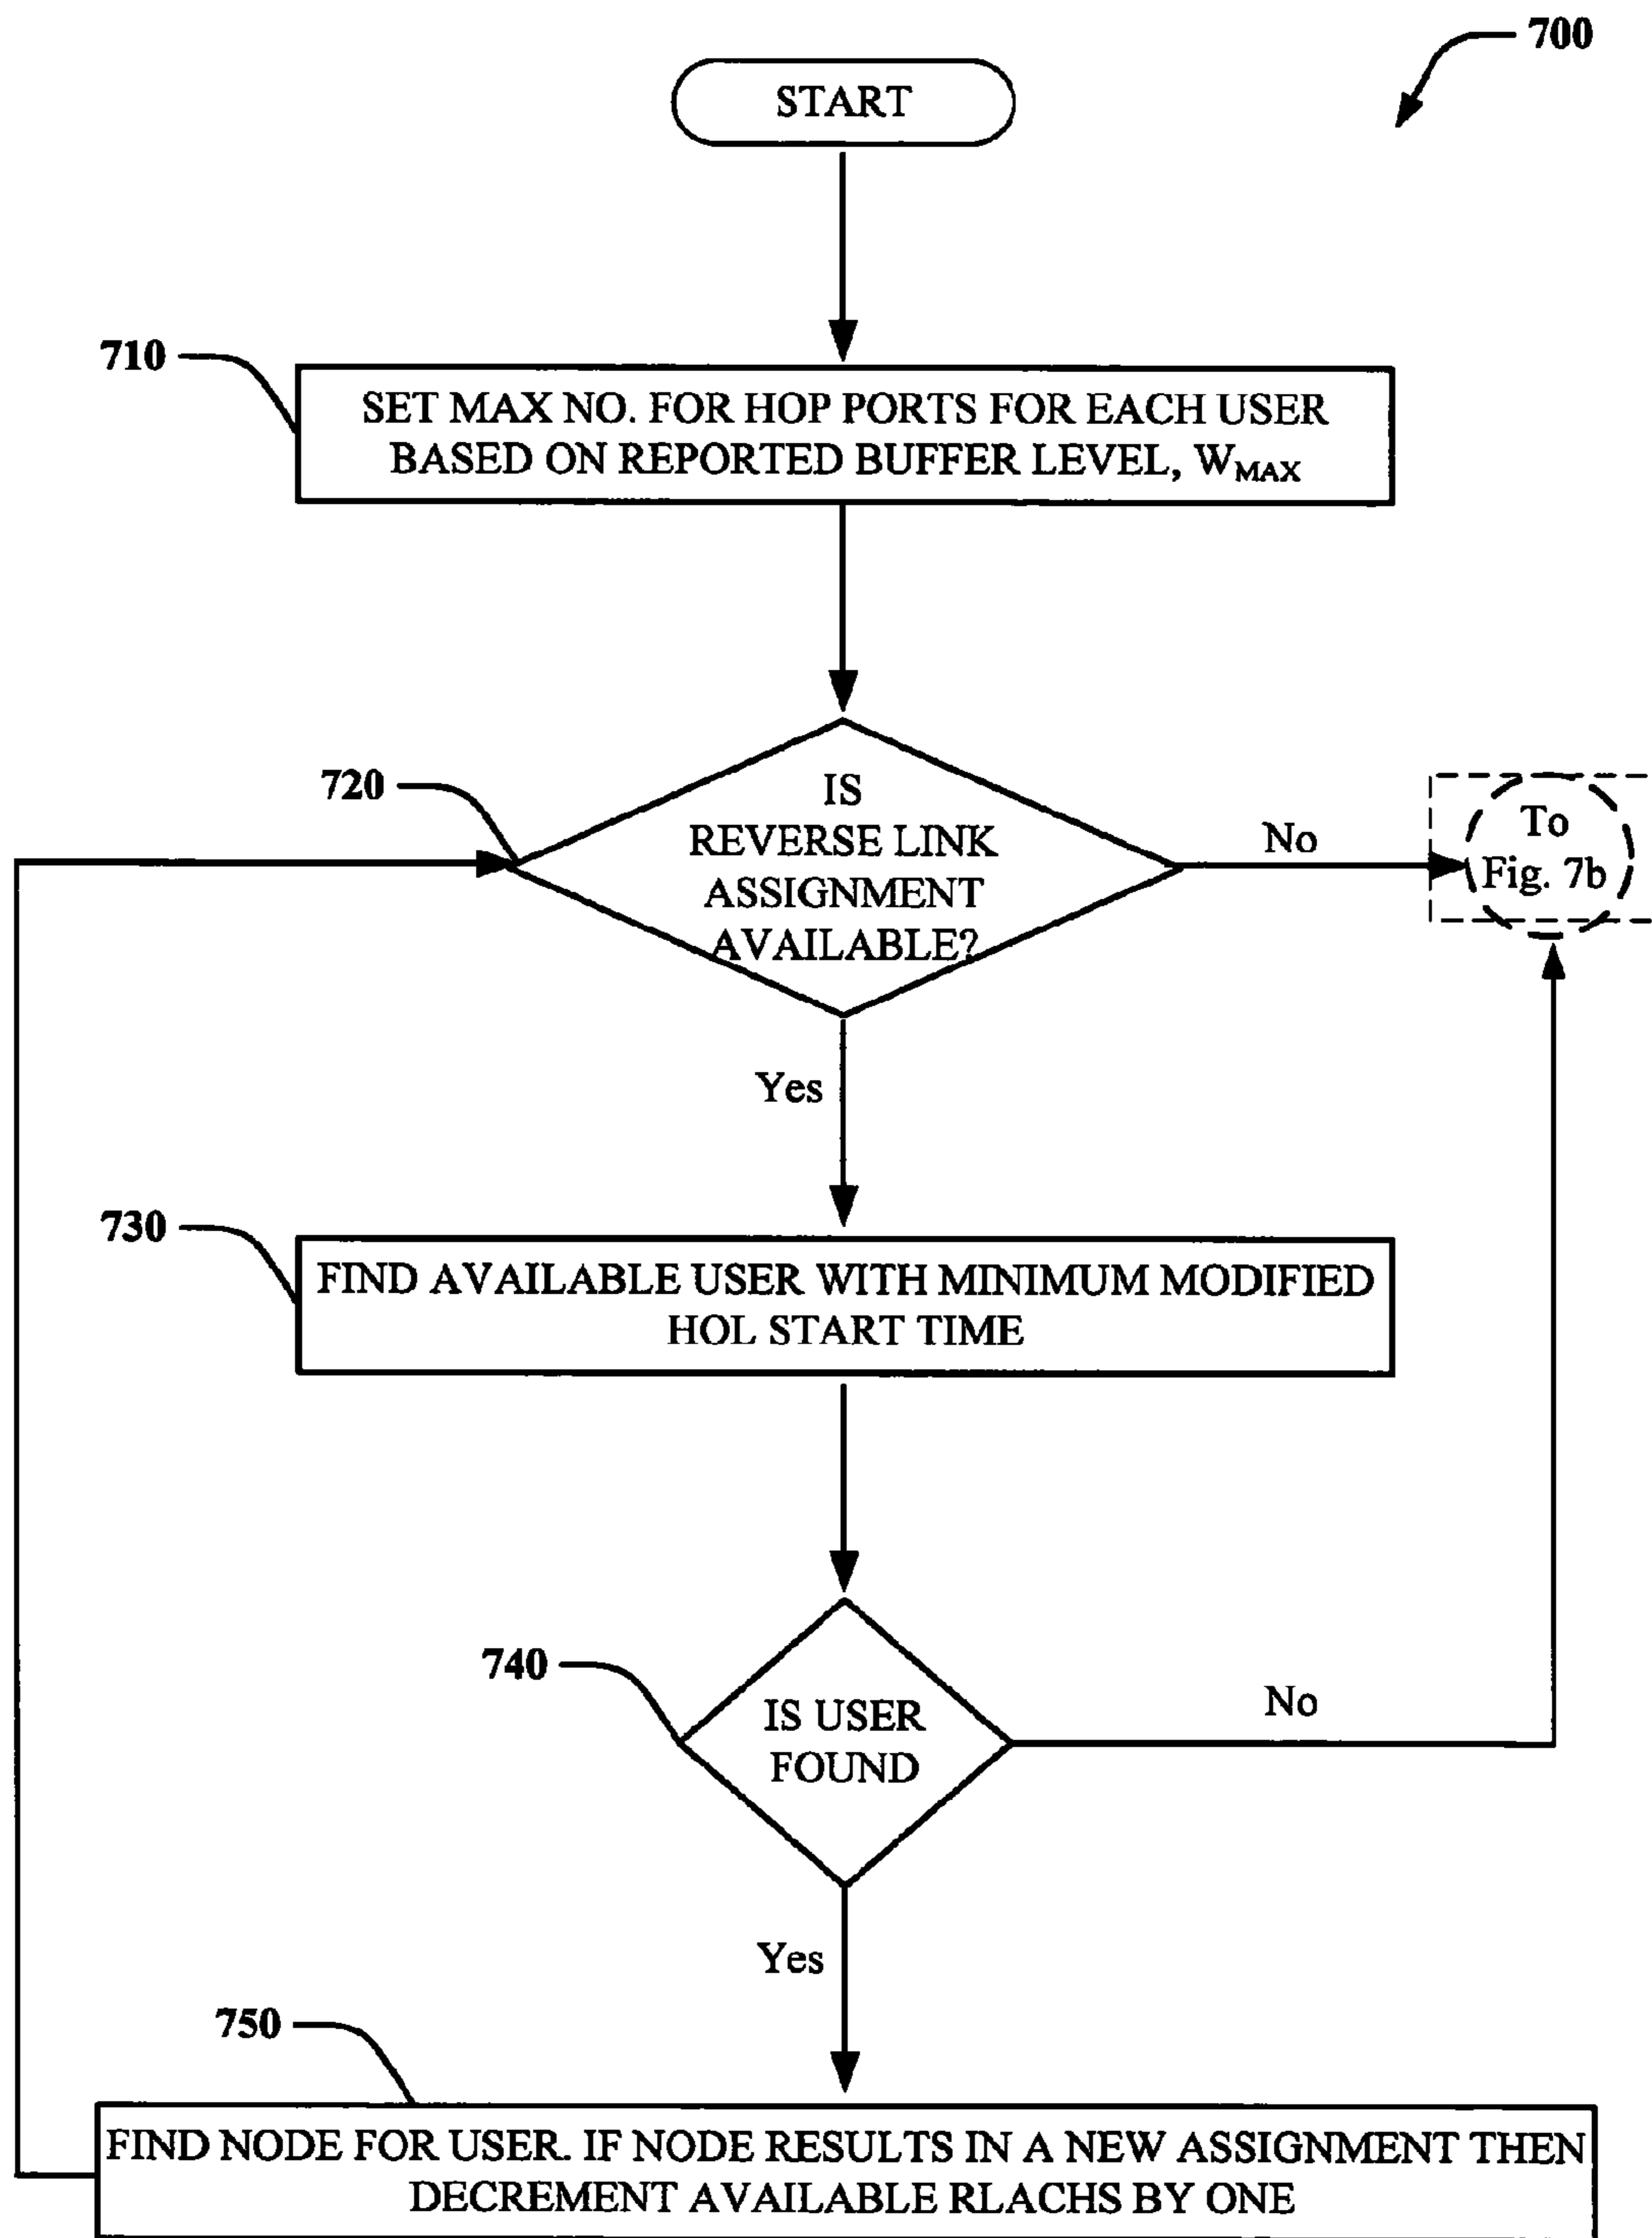 700
START
710
SET MAX NO. FOR HOP PORTS FOR EACH USER
BASED ON REPORTED BUFFER LEVEL, WMAX
720
IS
REVERSE LINK
ASSIGNMENT
AVAILABLE?
No
To
Fig. 7b
Yes
730
FIND AVAILABLE USER WITH MINIMUM MODIFIED
HOL START TIME
740
IS USER
FOUND
No
Yes
750
FIND NODE FOR USER. IF NODE RESULTS IN A NEW ASSIGNMENT THEN
DECREMENT AVAILABLE RLACHS BY ONE